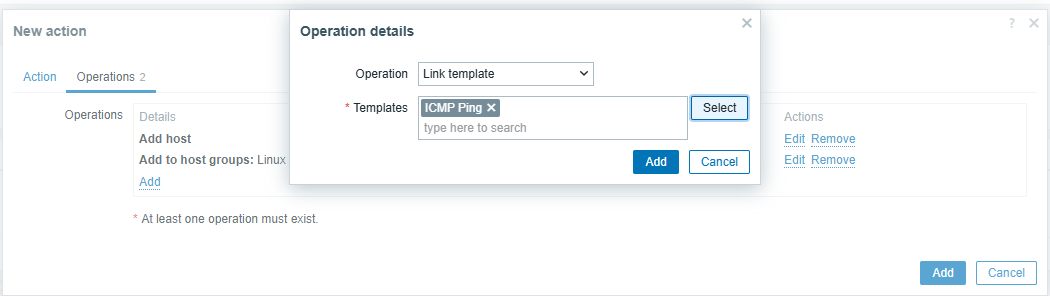 New action
?
Operation details
Action
Operations 2
Operation
Link template
* Templates
ICMP Ping
type here to search
Select
Add
Cancel
Operations
Details
Actions
Add host
Edit Remove
Add to host groups: Linux
Edit Remove
Add
* At least one operation must exist.
Add
Cancel